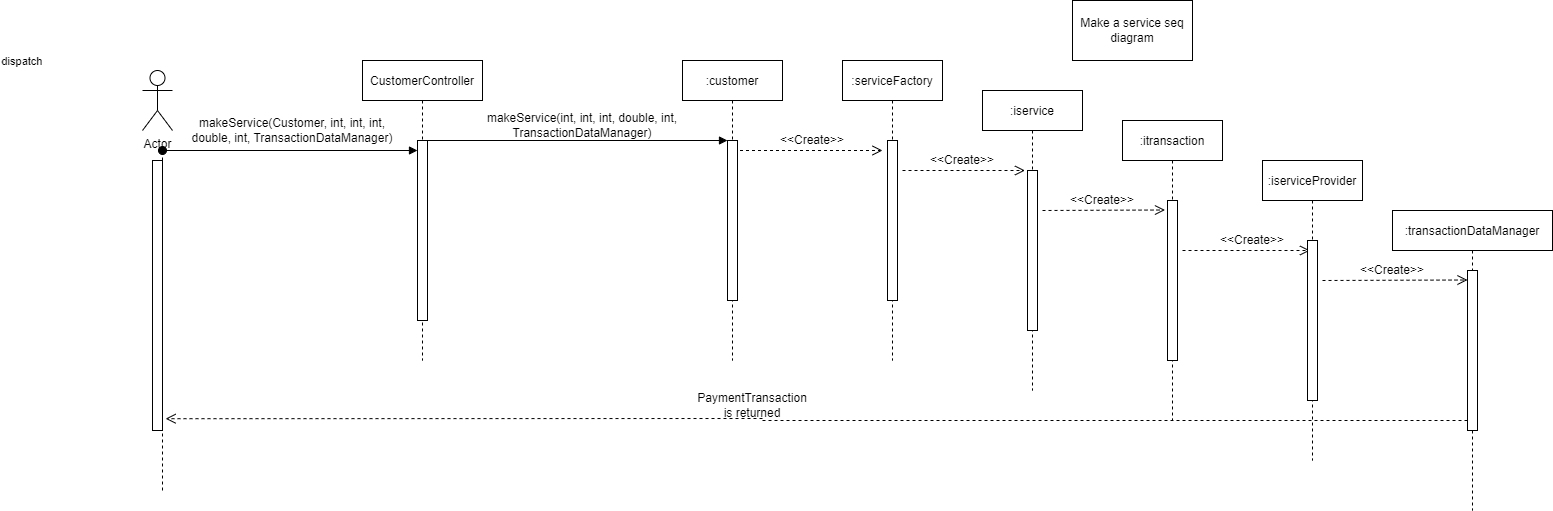 Make a service seq
diagram
dispatch
Actor
CustomerController
:customer
:serviceFactory
:iservice
:itransaction
:iserviceProvider
:transactionDataManager
makeService(Customer, int, int, int,
double, int, TransactionDataManager)
makeService(int, int, int, double, int,
TransactionDataManager)
<<Create>>
<<Create>>
<<Create>>
<<Create>>
<<Create>>
PaymentTransaction
is returned